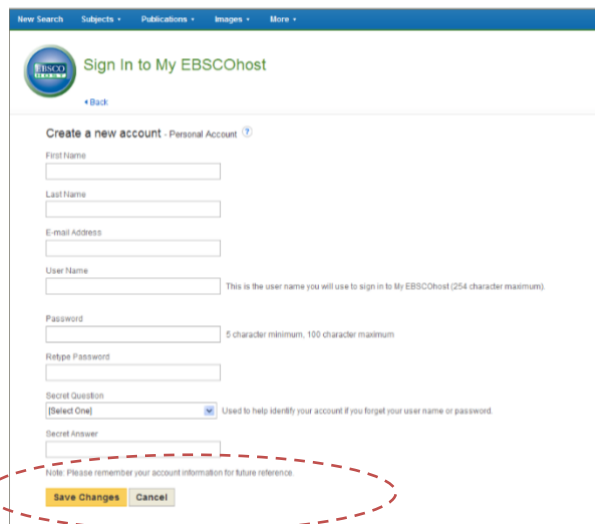 New Search Subjects Publications Images More
EBSCO
HOST
Sign In to My EBSCOhost
Back
Create a new account - Personal Account ?
First Name
Last Name
E-mail Address
User Name
This is the user name you will use to sign in to My EBSCOhost (254 character maximum).
Password
5 character minimum, 100 character maximum
Retype Password
Secret Question
[Select One] Used to help identify your account if you forget your user name or password.
Secret Answer
Note: Please remember your account information for future reference.
Save Changes Cancel